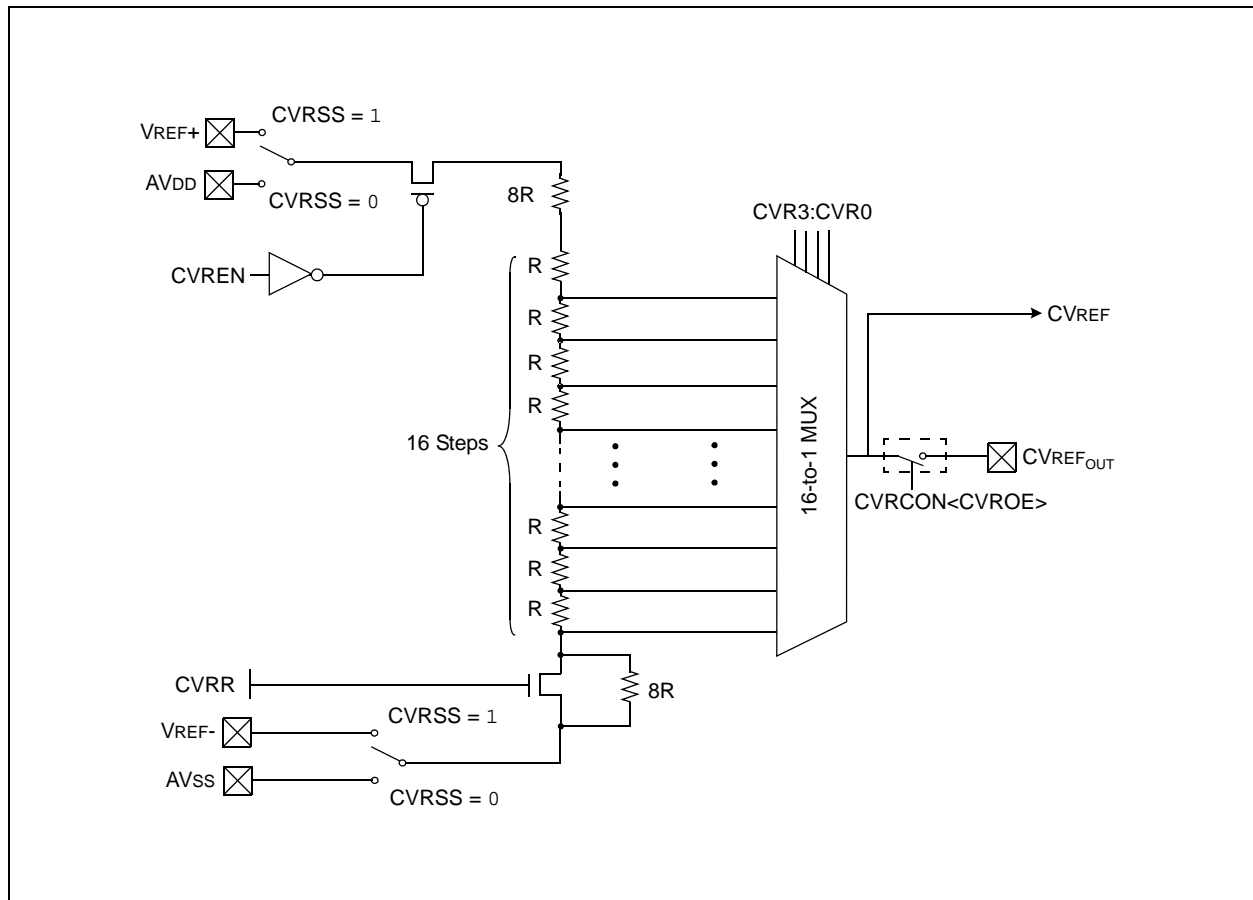 CVRSS = 1
VREF+
AVDD
CVRSS = 0
8R
CVR3:CVR0
CVREN
R
R
R
R
16 Steps
16-to-1 MUX
CVREF
CVREFOUT
CVRCON<CVROE>
R
R
R
CVRR
8R
CVRSS = 1
VREF-
AVSS
CVRSS = 0